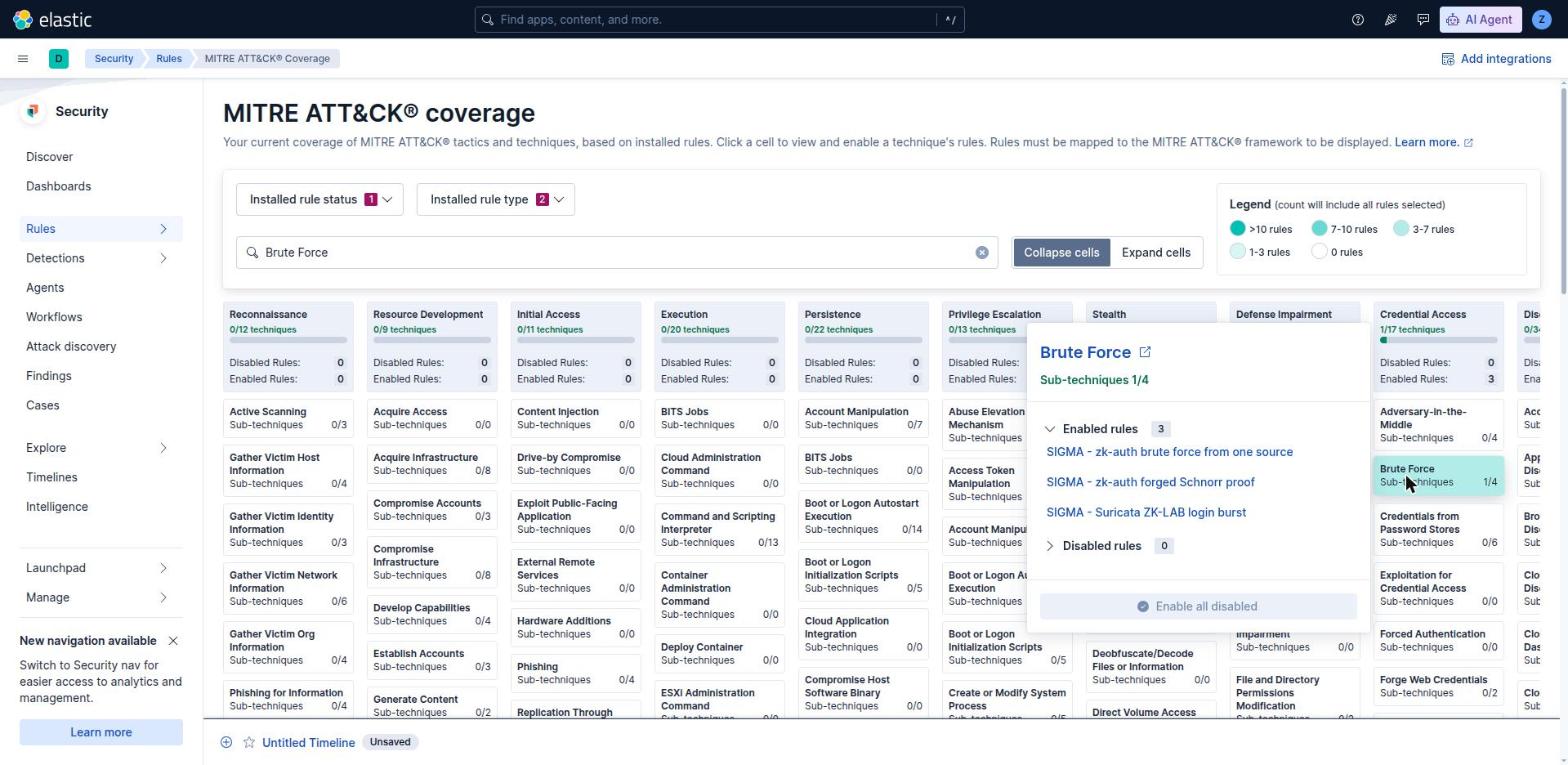 elastic
Find apps, content, and more.
^ /
AI Agent
Z
D
Security
Rules
MITRE ATT&CK® Coverage
Add integrations
Security
Discover
Dashboards
Rules
Detections
Agents
Workflows
Attack discovery
Findings
Cases
Explore
Timelines
Intelligence
Launchpad
Manage
New navigation available
Switch to Security nav for
easier access to analytics and
management.
Learn more
MITRE ATT&CK® coverage
Your current coverage of MITRE ATT&CK® tactics and techniques, based on installed rules. Click a cell to view and enable a technique's rules. Rules must be mapped to the MITRE ATT&CK® framework to be displayed. Learn more.
Installed rule status 1
Installed rule type 2
Brute Force
Collapse cells
Expand cells
Legend (count will include all rules selected)
>10 rules
7-10 rules
3-7 rules
1-3 rules
0 rules
Reconnaissance
0/12 techniques
Disabled Rules: 0
Enabled Rules: 0
Active Scanning
Sub-techniques 0/3
Gather Victim Host
Information
Sub-techniques 0/4
Gather Victim Identity
Information
Sub-techniques 0/3
Gather Victim Network
Information
Sub-techniques 0/6
Gather Victim Org
Information
Sub-techniques 0/4
Phishing for Information
Sub-techniques 0/4
Resource Development
0/9 techniques
Disabled Rules: 0
Enabled Rules: 0
Acquire Access
Sub-techniques 0/0
Acquire Infrastructure
Sub-techniques 0/8
Compromise Accounts
Sub-techniques 0/3
Compromise
Infrastructure
Sub-techniques 0/8
Develop Capabilities
Sub-techniques 0/4
Establish Accounts
Sub-techniques 0/3
Generate Content
Sub-techniques 0/2
Initial Access
0/11 techniques
Disabled Rules: 0
Enabled Rules: 0
Content Injection
Sub-techniques 0/0
Drive-by Compromise
Sub-techniques 0/0
Exploit Public-Facing
Application
Sub-techniques 0/0
External Remote
Services
Sub-techniques 0/0
Hardware Additions
Sub-techniques 0/0
Phishing
Sub-techniques 0/4
Replication Through
Execution
0/20 techniques
Disabled Rules: 0
Enabled Rules: 0
BITS Jobs
Sub-techniques 0/0
Cloud Administration
Command
Sub-techniques 0/0
Command and Scripting
Interpreter
Sub-techniques 0/13
Container
Administration
Command
Sub-techniques 0/0
Deploy Container
Sub-techniques 0/0
ESXi Administration
Command
Persistence
0/22 techniques
Disabled Rules: 0
Enabled Rules: 0
Account Manipulation
Sub-techniques 0/7
BITS Jobs
Sub-techniques 0/0
Boot or Logon Autostart
Execution
Sub-techniques 0/14
Boot or Logon
Initialization Scripts
Sub-techniques 0/5
Cloud Application
Integration
Sub-techniques 0/0
Compromise Host
Software Binary
Sub-techniques 0/0
Privilege Escalation
0/13 techniques
Disabled Rules:
Enabled Rules:
Abuse Elevation
Mechanism
Sub-techniques
Access Token
Manipulation
Sub-techniques
Account Manipu
Sub-techniques
Boot or Logon Au
Execution
Sub-techniques
Boot or Logon
Initialization Scripts
Sub-techniques 0/5
Create or Modify System
Process
Stealth
Deobfuscate/Decode
Files or Information
Sub-techniques 0/0
Direct Volume Access
Defense Impairment
Impairment
Sub-techniques 0/0
File and Directory
Permissions
Modification
Brute Force
Sub-techniques 1/4
Enabled rules 3
SIGMA - zk-auth brute force from one source
SIGMA - zk-auth forged Schnorr proof
SIGMA - Suricata ZK-LAB login burst
Disabled rules 0
Enable all disabled
Credential Access
1/17 techniques
Disabled Rules: 0
Enabled Rules: 3
Adversary-in-the-
Middle
Sub-techniques 0/4
Brute Force
Sub-techniques 1/4
Credentials from
Password Stores
Sub-techniques 0/6
Exploitation for
Credential Access
Sub-techniques 0/0
Forced Authentication
Sub-techniques 0/0
Forge Web Credentials
Sub-techniques 0/2
Untitled Timeline
Unsaved